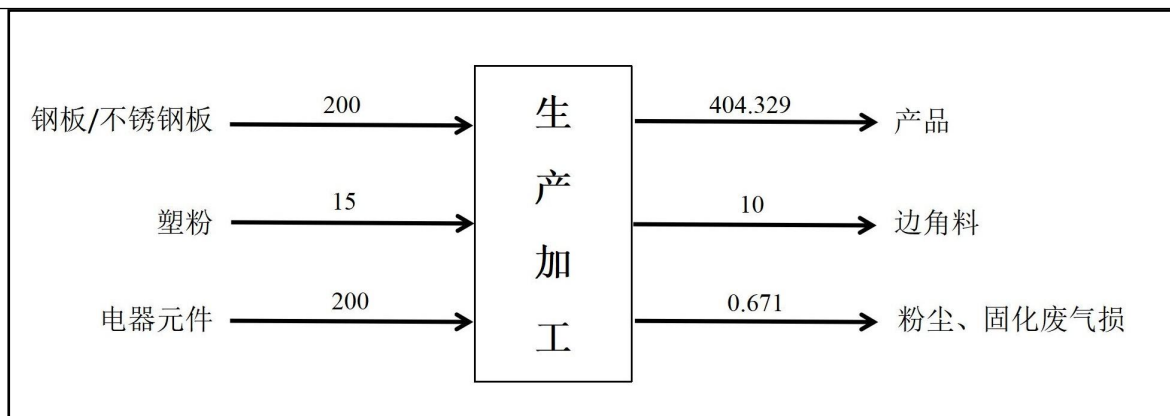 钢板/不锈钢板
200
生产加工
404.329
产品
塑粉
15
10
边角料
电器元件
200
0.671
粉尘、固化废气损